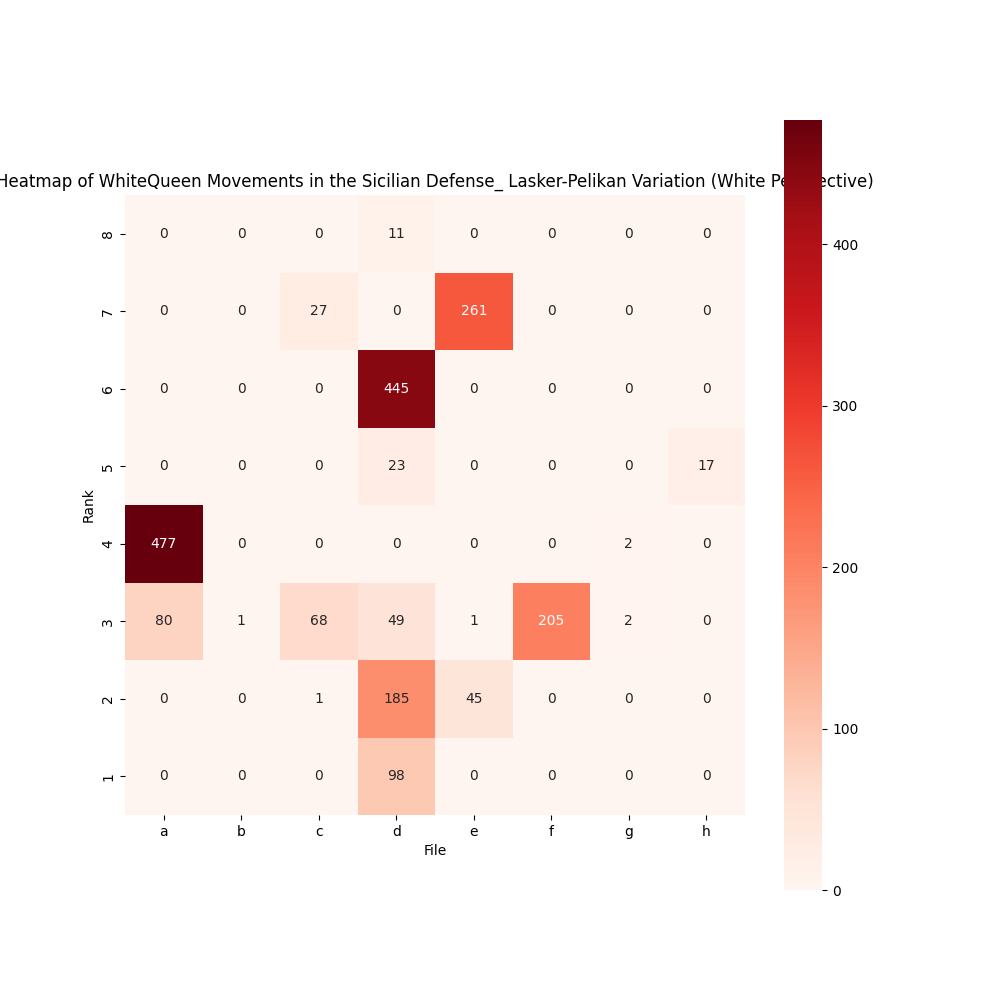 Heatmap of WhiteQueen Movements in the Sicilian Defense_ Lasker-Pelikan Variation (White Pe  ective)
8 0 0 0 11 0 0 0 0
7 0 0 27 0 261 0 0 0
6 0 0 0 445 0 0 0 0
5 0 0 0 23 0 0 0 17
4 477 0 0 0 0 0 2 0
3 80 1 68 49 1 205 2 0
2 0 0 1 185 45 0 0 0
1 0 0 0 98 0 0 0 0
a b c d e f g h
File
Rank
400
300
200
100
0